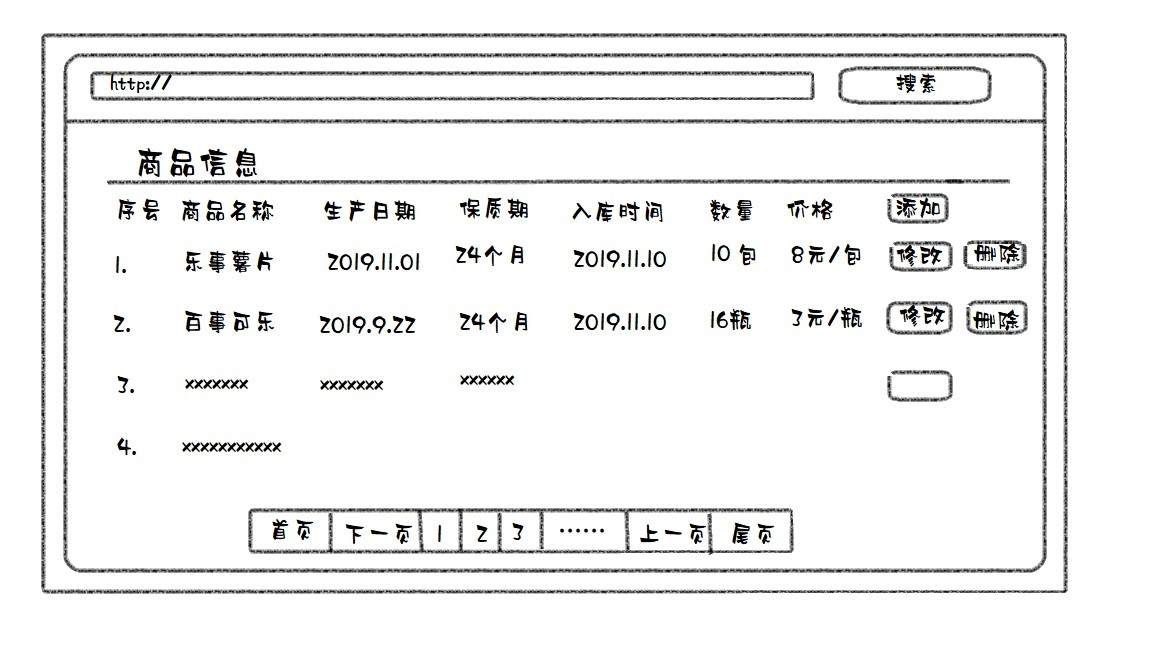 http:// 搜索
商品信息
序号 商品名称 生产日期 保质期 入库时间 数量 价格 添加
1. 乐事薯片 2019.11.01 24个月 2019.11.10 10包 8元/包 修改 删除
2. 百事可乐 2019.9.22 24个月 2019.11.10 16瓶 3元/瓶 修改 删除
3. xxxxxxx xxxxxxx xxxxxx
4. xxxxxxxxxxx
首页 下一页 1 2 3 …… 上一页 尾页